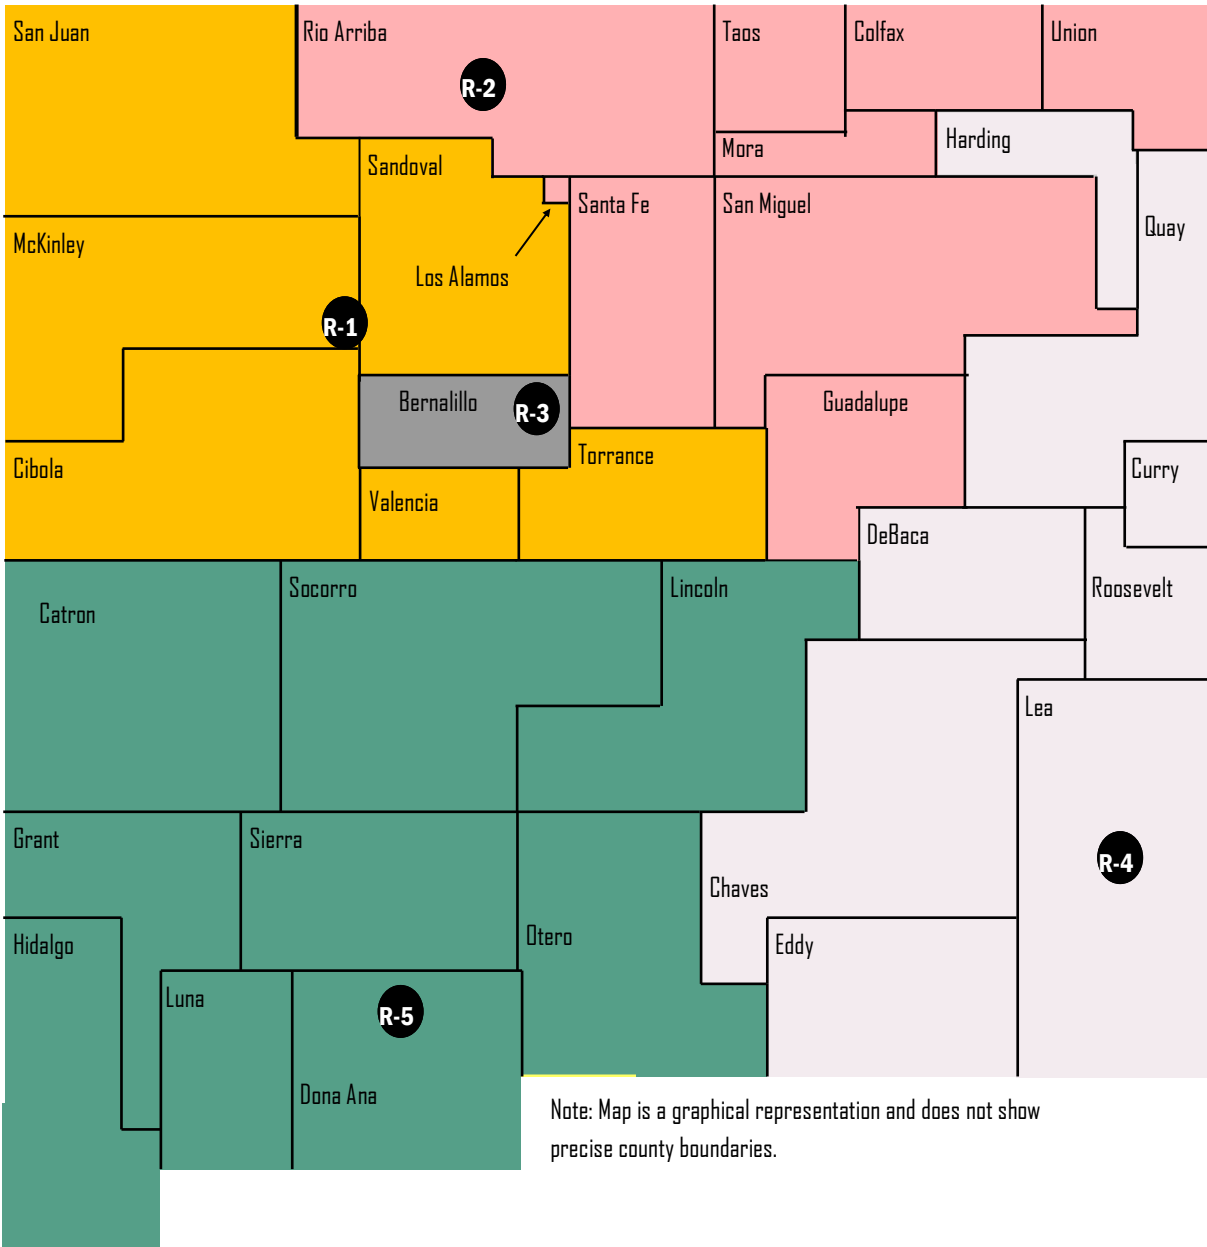 San Juan
Rio Arriba
Taos
Colfax
Union
R-2
Mora
Harding
Sandoval
Santa Fe
San Miguel
Quay
McKinley
Los Alamos
R-1
Bernalillo
R-3
Guadalupe
Cibola
Torrance
Curry
Valencia
DeBaca
Socorro
Lincoln
Roosevelt
Catron
Lea
Grant
Sierra
R-4
Chaves
Hidalgo
Otero
Eddy
Luna
R-5
Dona Ana
Note: Map is a graphical representation and does not show
precise county boundaries.